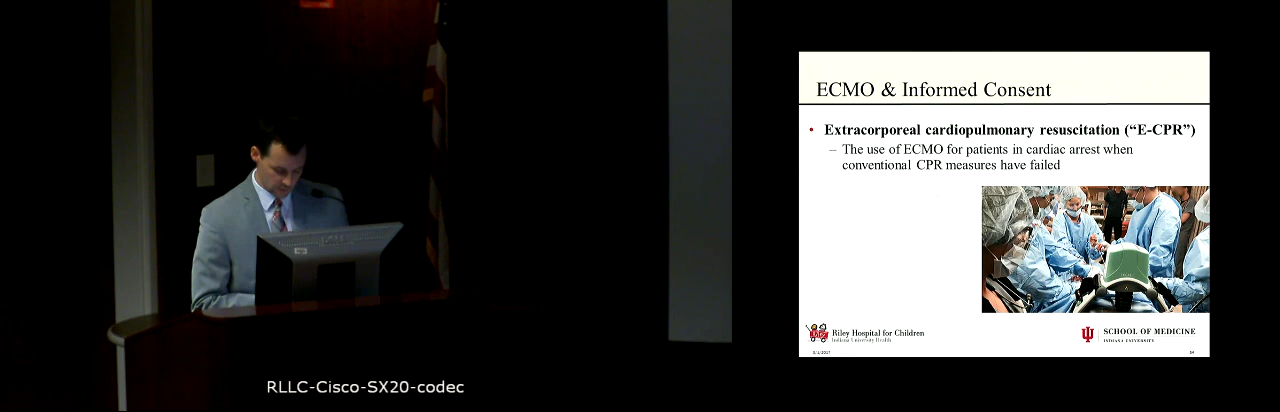 ECMO & Informed Consent
• Extracorporeal cardiopulmonary resuscitation (“E-CPR”)
– The use of ECMO for patients in cardiac arrest when
conventional CPR measures have failed
Riley Hospital for Children
Indiana University Health
SCHOOL OF MEDICINE
INDIANA UNIVERSITY
34
RLLC-Cisco-SX20-codec